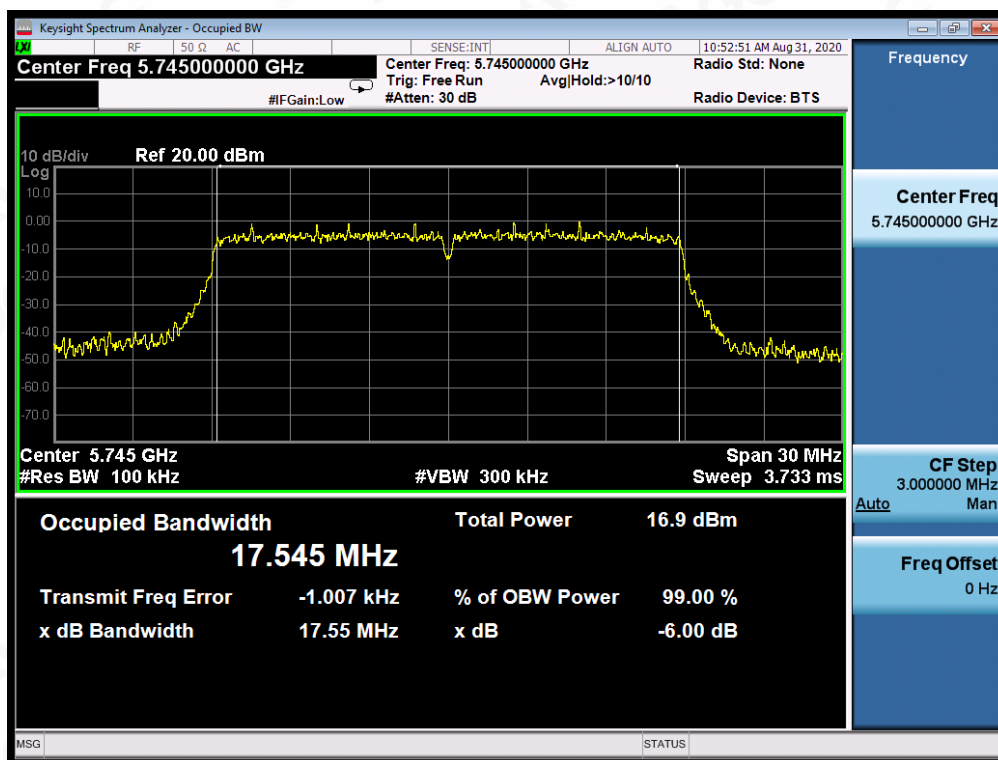 Keysight Spectrum Analyzer - Occupied BW
LXI RF 50 Ω AC SENSE:INT ALIGN AUTO 10:52:51 AM Aug 31, 2020
Center Freq 5.745000000 GHz
Center Freq: 5.745000000 GHz Radio Std: None
Trig: Free Run Avg|Hold:>10/10
#IFGain:Low #Atten: 30 dB Radio Device: BTS
10 dB/div Ref 20.00 dBm
Log
10.0
0.00
-10.0
-20.0
-30.0
-40.0
-50.0
-60.0
-70.0
Center 5.745 GHz Span 30 MHz
#Res BW 100 kHz #VBW 300 kHz Sweep 3.733 ms
Occupied Bandwidth Total Power 16.9 dBm
17.545 MHz
Transmit Freq Error -1.007 kHz % of OBW Power 99.00 %
x dB Bandwidth 17.55 MHz x dB -6.00 dB
MSG STATUS
Frequency
Center Freq
5.745000000 GHz
CF Step
3.000000 MHz
Auto Man
Freq Offset
0 Hz